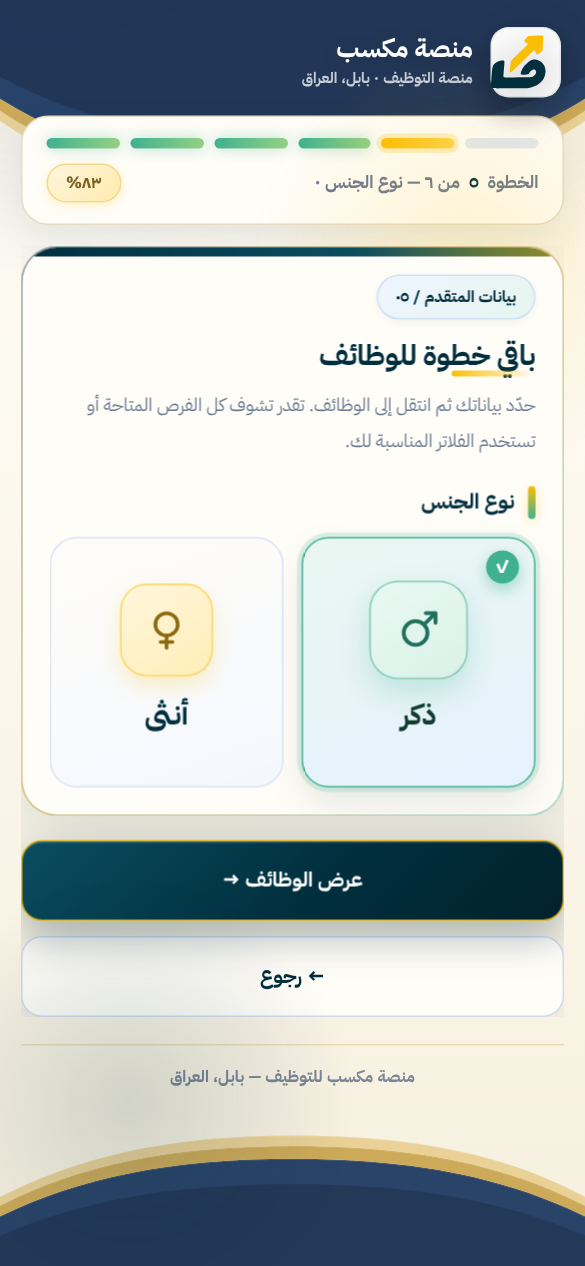 منصة مكسب
منصة التوظيف · بابل، العراق
الخطوة ٥ من ٦ — نوع الجنس ·
٨٣%
بيانات المتقدم / ٠٥
باقي خطوة للوظائف
حدّد بياناتك ثم انتقل إلى الوظائف. تقدر تشوف كل الفرص المتاحة أو
تستخدم الفلاتر المناسبة لك.
نوع الجنس
ذكر
أنثى
عرض الوظائف →
← رجوع
منصة مكسب للتوظيف — بابل، العراق